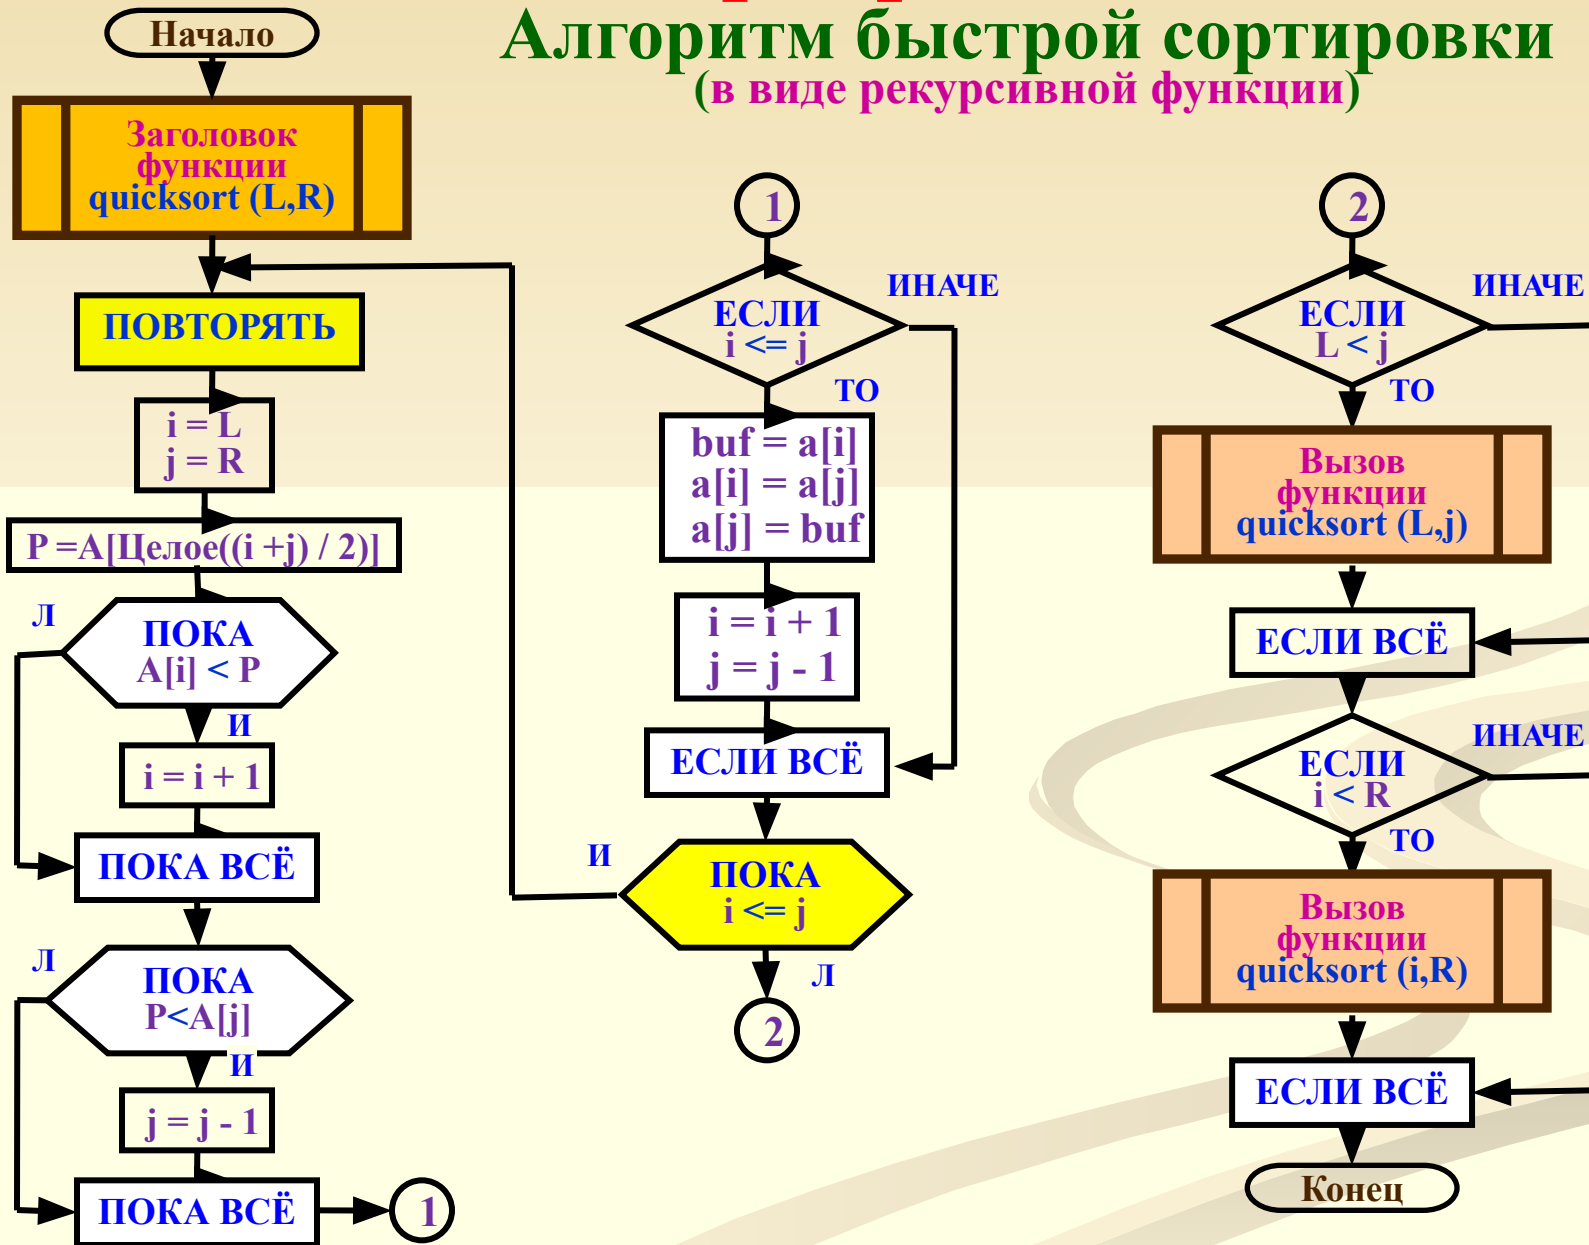 Алгоритм быстрой сортировки
(в виде рекурсивной функции)
Начало
Заголовок
функции
quicksort (L,R)
ПОВТОРЯТЬ
i = L
j = R
P =A[Целое((i +j) / 2)]
Л
ПОКА
A[i] < P
И
i = i + 1
ПОКА ВСЁ
Л
ПОКА
P<A[j]
И
j = j - 1
ПОКА ВСЁ
1
1
ИНАЧЕ
ЕСЛИ
i <= j
ТО
buf = a[i]
a[i] = a[j]
a[j] = buf
i = i + 1
j = j - 1
ЕСЛИ ВСЁ
И
ПОКА
i <= j
Л
2
2
ИНАЧЕ
ЕСЛИ
L < j
ТО
Вызов
функции
quicksort (L,j)
ЕСЛИ ВСЁ
ИНАЧЕ
ЕСЛИ
i < R
ТО
Вызов
функции
quicksort (i,R)
ЕСЛИ ВСЁ
Конец